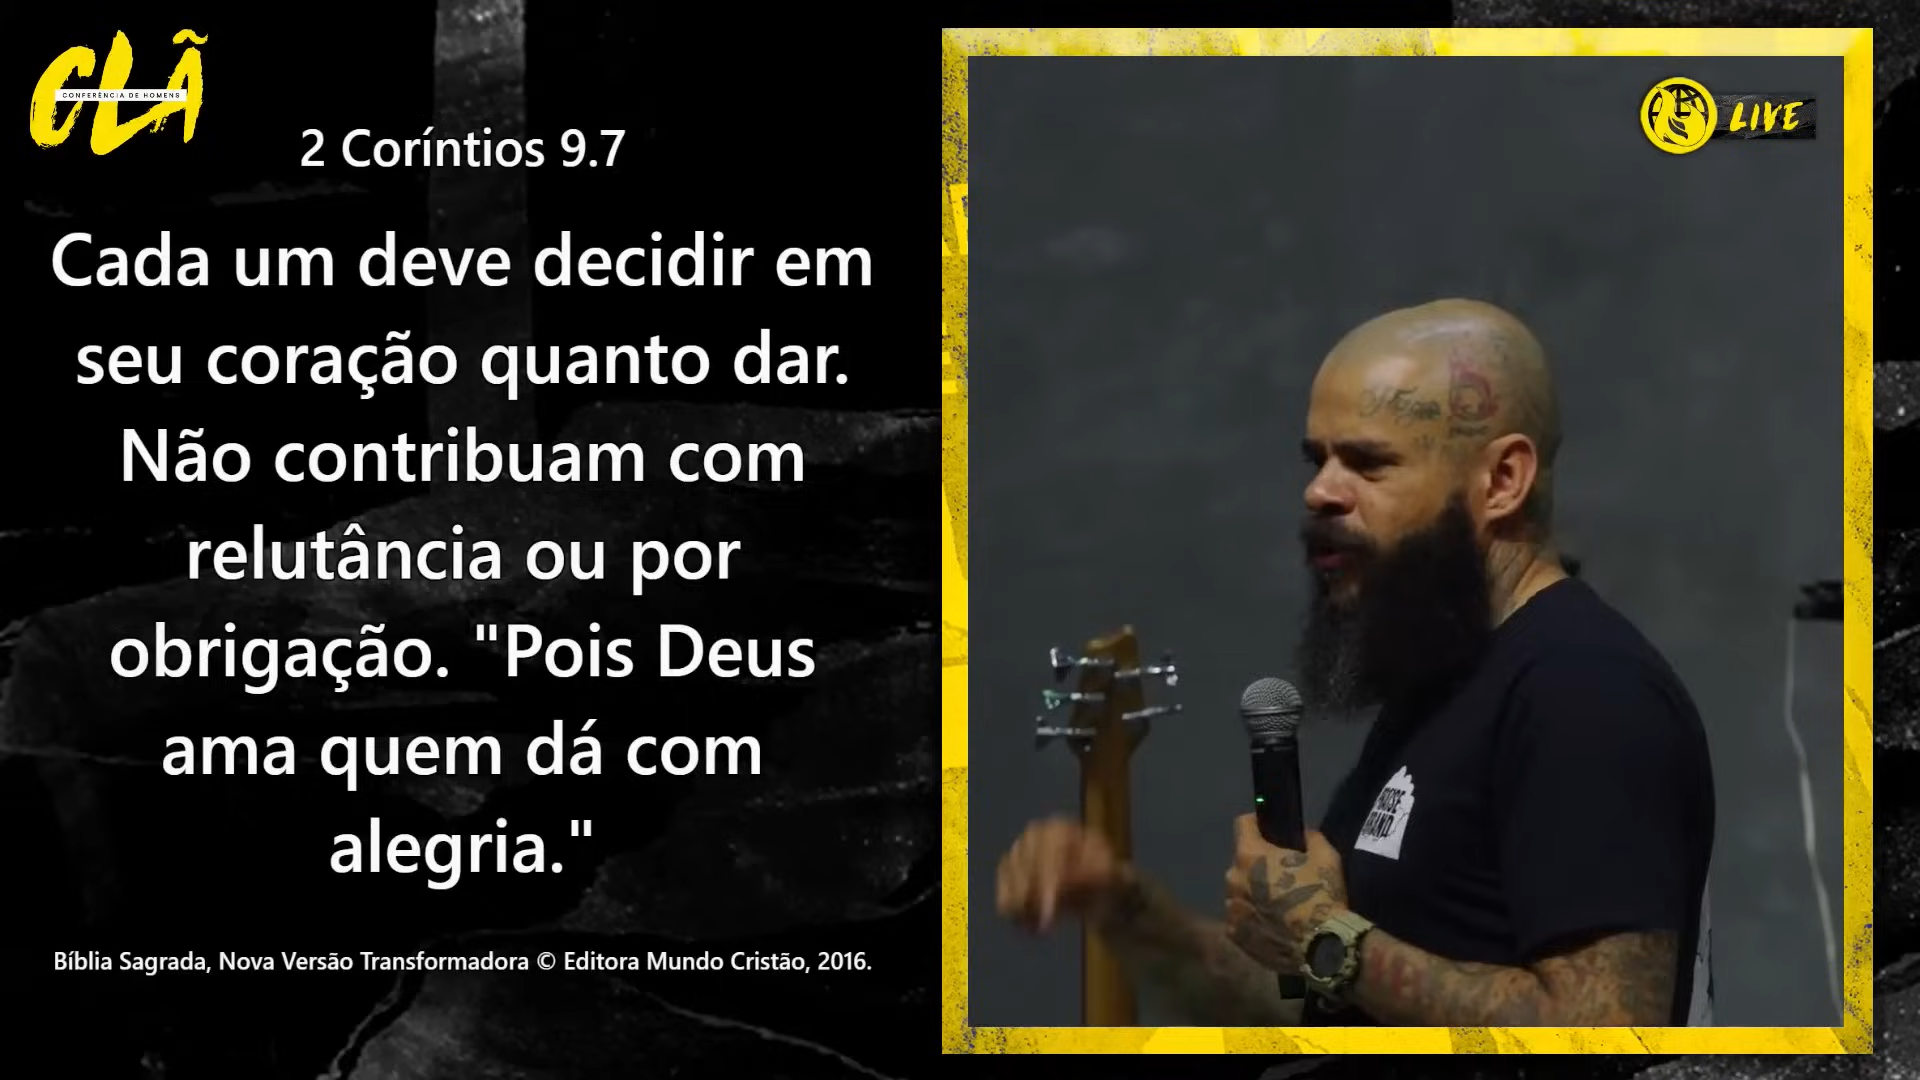 CLÃ
CONFERÊNCIA DE HOMENS
2 Coríntios 9.7
Cada um deve decidir em
seu coração quanto dar.
Não contribuam com
relutância ou por
obrigação. "Pois Deus
ama quem dá com
alegria."
Bíblia Sagrada, Nova Versão Transformadora © Editora Mundo Cristão, 2016.
LIVE